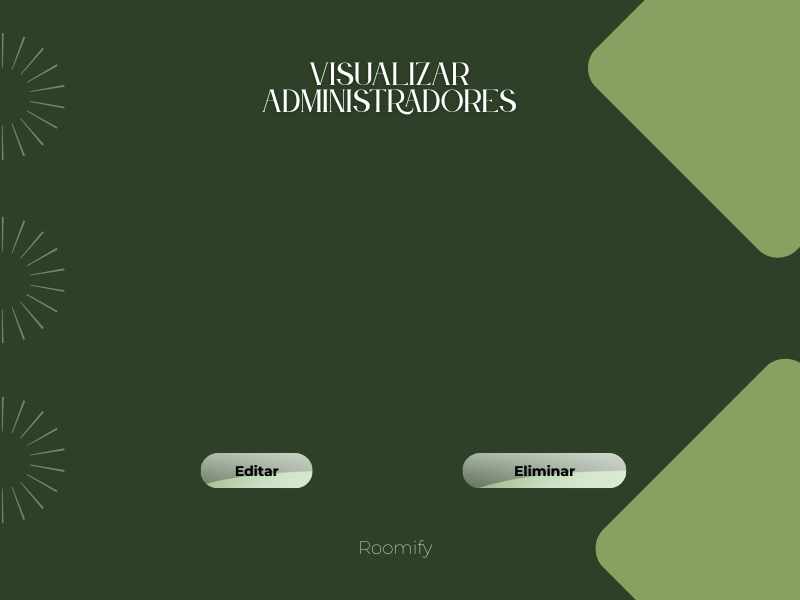 VISUALIZAR
ADMINISTRADORES
Editar
Eliminar
Roomify